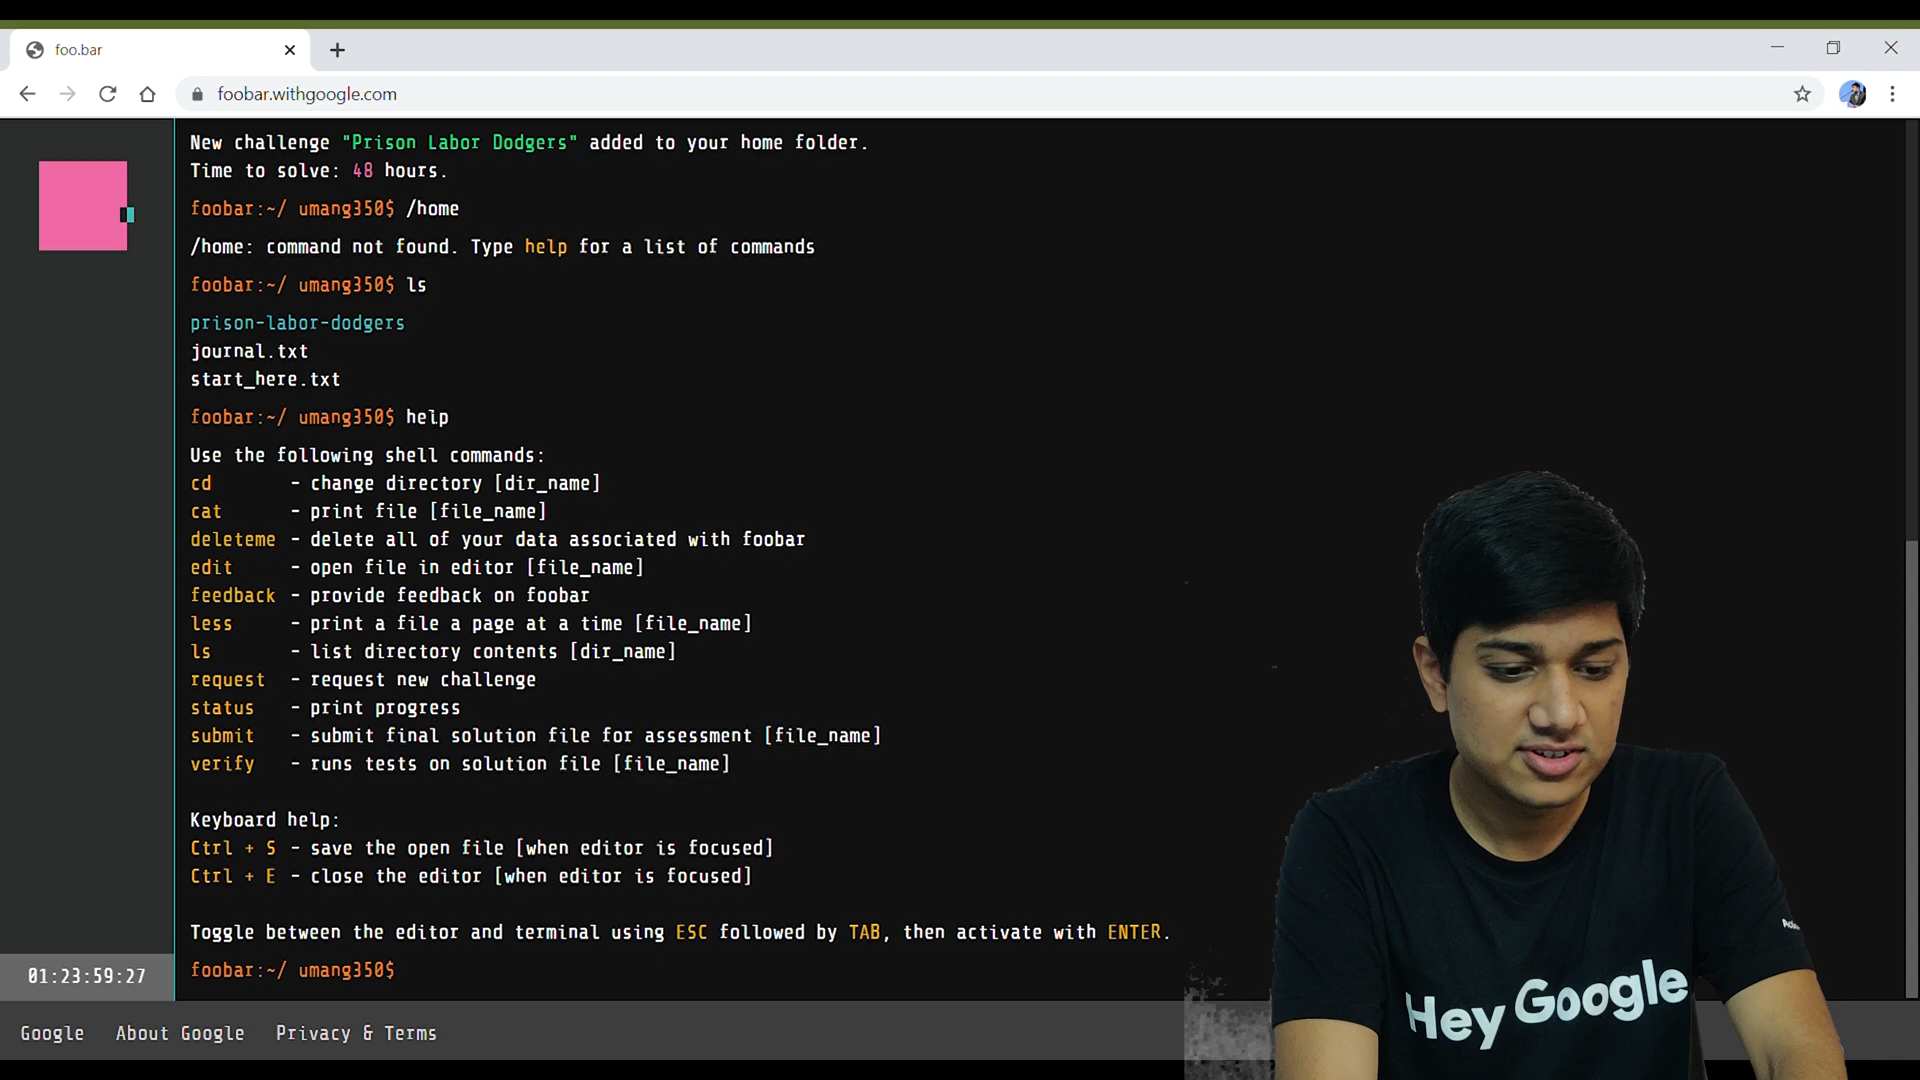 foo.bar
foobar.withgoogle.com
New challenge "Prison Labor Dodgers" added to your home folder.
Time to solve: 48 hours.
foobar:~/ umang350$ /home
/home: command not found. Type help for a list of commands
foobar:~/ umang350$ ls
prison-labor-dodgers
journal.txt
start_here.txt
foobar:~/ umang350$ help
Use the following shell commands:
cd - change directory [dir_name]
cat - print file [file_name]
deleteme - delete all of your data associated with foobar
edit - open file in editor [file_name]
feedback - provide feedback on foobar
less - print a file a page at a time [file_name]
ls - list directory contents [dir_name]
request - request new challenge
status - print progress
submit - submit final solution file for assessment [file_name]
verify - runs tests on solution file [file_name]
Keyboard help:
Ctrl + S - save the open file [when editor is focused]
Ctrl + E - close the editor [when editor is focused]
Toggle between the editor and terminal using ESC followed by TAB, then activate with ENTER.
foobar:~/ umang350$
01:23:59:27
Google About Google Privacy & Terms
Hey Google